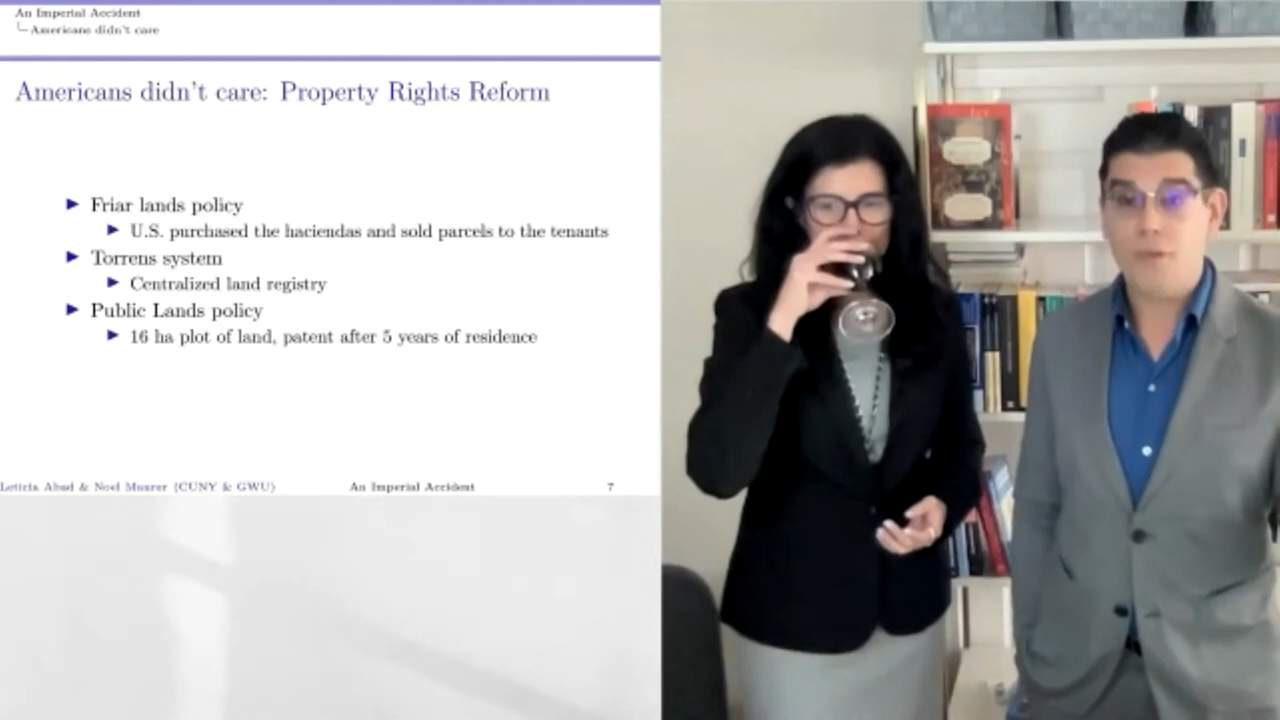 An Imperial Accident
Americans didn't care
Americans didn't care: Property Rights Reform
Friar lands policy
U.S. purchased the haciendas and sold parcels to the tenants
Torrens system
Centralized land registry
Public Lands policy
16 ha plot of land, patent after 5 years of residence
Leticia Abad & Noel Maurer (CUNY & GWU) An Imperial Accident 7